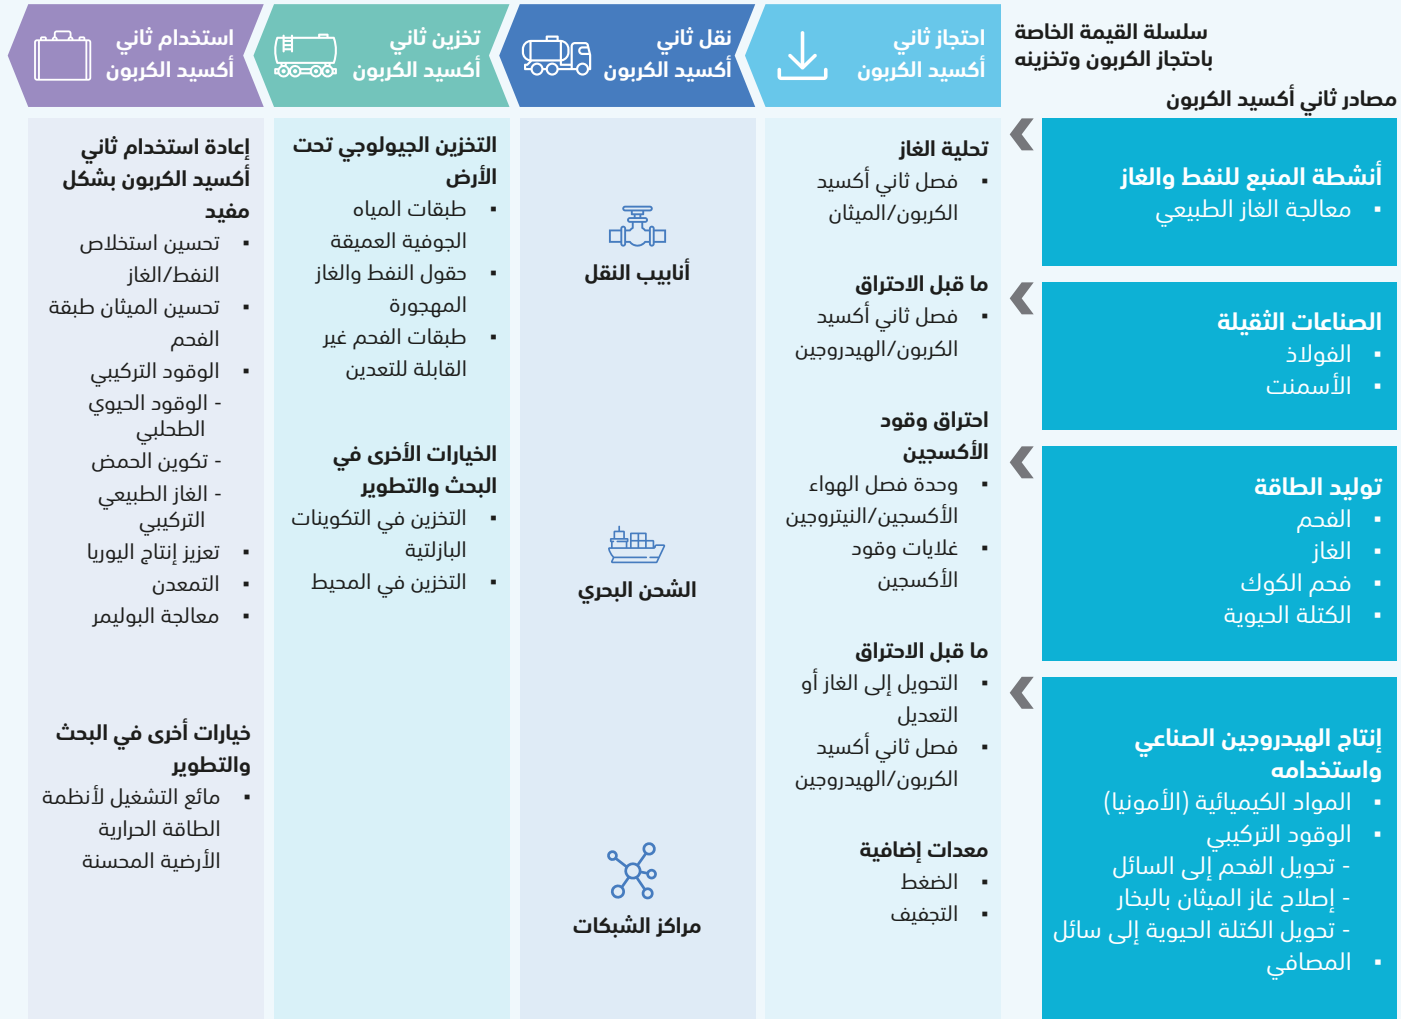 سلسلة القيمة الخاصة
باحتجاز الكربون وتخزينه
احتجاز ثاني
أكسيد الكربون
نقل ثاني
أكسيد الكربون
تخزين ثاني
أكسيد الكربون
استخدام ثاني
أكسيد الكربون
مصادر ثاني أكسيد الكربون
أنشطة المنبع للنفط والغاز
▪ معالجة الغاز الطبيعي
الصناعات الثقيلة
▪ الفولاذ
▪ الأسمنت
توليد الطاقة
▪ الفحم
▪ الغاز
▪ فحم الكوك
▪ الكتلة الحيوية
إنتاج الهيدروجين الصناعي
واستخدامه
▪ المواد الكيميائية (الأمونيا)
▪ الوقود التركيبي
- تحويل الفحم إلى السائل
- إصلاح غاز الميثان بالبخار
- تحويل الكتلة الحيوية إلى سائل
▪ المصافي
تحلية الغاز
▪ فصل ثاني أكسيد
الكربون/الميثان
ما قبل الاحتراق
▪ فصل ثاني أكسيد
الكربون/الهيدروجين
احتراق وقود
الأكسجين
▪ وحدة فصل الهواء
الأكسجين/النيتروجين
▪ غلايات وقود
الأكسجين
ما قبل الاحتراق
▪ التحويل إلى الغاز أو
التعديل
▪ فصل ثاني أكسيد
الكربون/الهيدروجين
معدات إضافية
▪ الضغط
▪ التجفيف
أنابيب النقل
الشحن البحري
مراكز الشبكات
التخزين الجيولوجي تحت
الأرض
▪ طبقات المياه
الجوفية العميقة
▪ حقول النفط والغاز
المهجورة
▪ طبقات الفحم غير
القابلة للتعدين
الخيارات الأخرى في
البحث والتطوير
▪ التخزين في التكوينات
البازلتية
▪ التخزين في المحيط
إعادة استخدام ثاني
أكسيد الكربون بشكل
مفيد
▪ تحسين استخلاص
النفط/الغاز
▪ تحسين الميثان طبقة
الفحم
▪ الوقود التركيبي
- الوقود الحيوي
الطحلبي
- تكوين الحمض
- الغاز الطبيعي
التركيبي
▪ تعزيز إنتاج اليوريا
▪ التمعدن
▪ معالجة البوليمر
خيارات أخرى في البحث
والتطوير
▪ مائع التشغيل لأنظمة
الطاقة الحرارية
الأرضية المحسنة